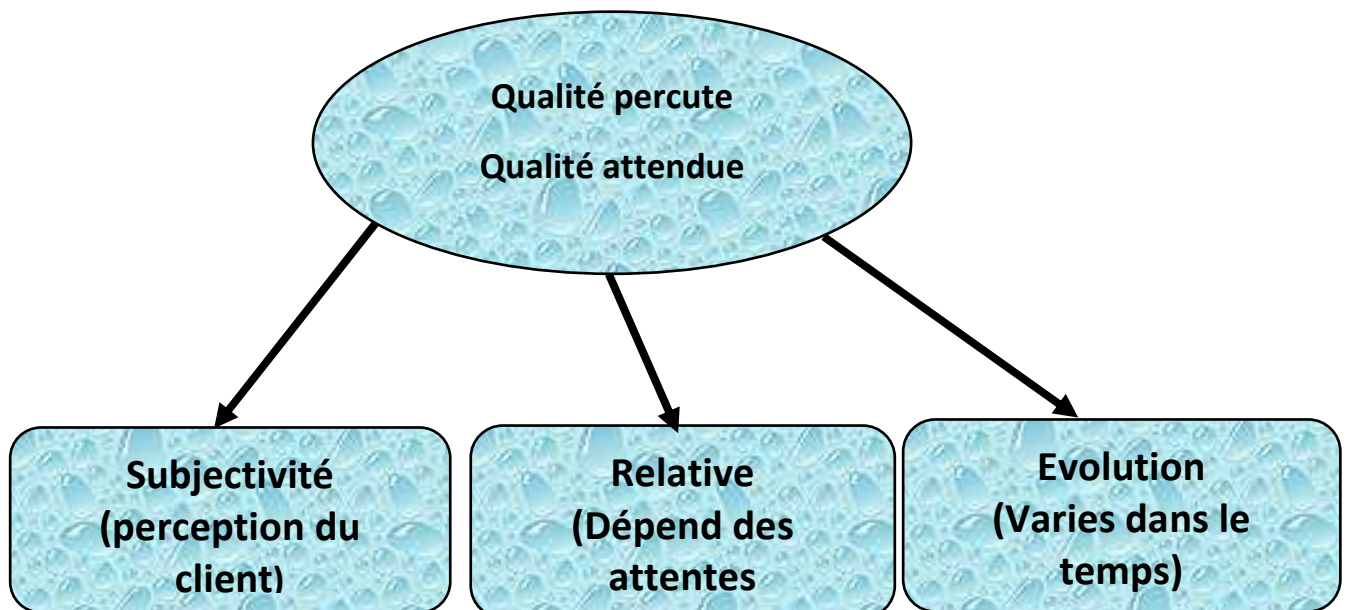 Qualité percute
Qualité attendue
Subjectivité
(perception du
client)
Relative
(Dépend des
attentes
Evolution
(Varies dans le
temps)